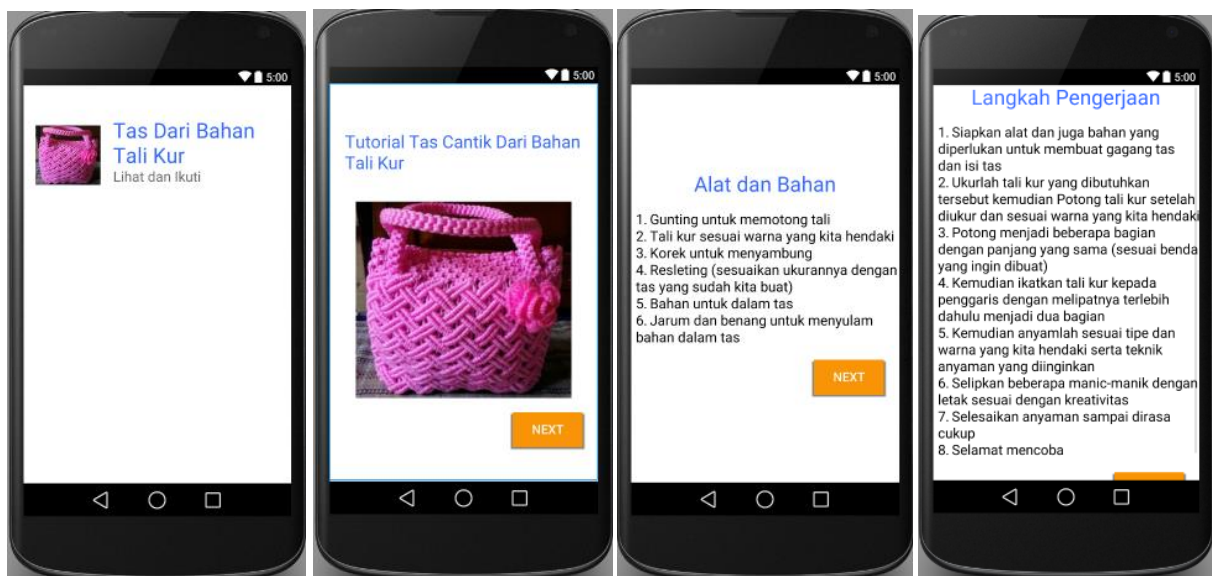 5:00
Tas Dari Bahan
Tali Kur
Lihat dan Ikuti
5:00
Tutorial Tas Cantik Dari Bahan
Tali Kur
NEXT
5:00
Alat dan Bahan
1. Gunting untuk memotong tali
2. Tali kur sesuai warna yang kita hendaki
3. Korek untuk menyambung
4. Resleting (sesuaikan ukurannya dengan
tas yang sudah kita buat)
5. Bahan untuk dalam tas
6. Jarum dan benang untuk menyulam
bahan dalam tas
NEXT
5:00
Langkah Pengerjaan
1. Siapkan alat dan juga bahan yang
diperlukan untuk membuat gagang tas
dan isi tas
2. Ukurlah tali kur yang dibutuhkan
tersebut kemudian Potong tali kur setelah
diukur dan sesuai warna yang kita hendaki
3. Potong menjadi beberapa bagian
dengan panjang yang sama (sesuai benda
yang ingin dibuat)
4. Kemudian ikatkan tali kur kepada
penggaris dengan melipatnya terlebih
dahulu menjadi dua bagian
5. Kemudian anyamlah sesuai tipe dan
warna yang kita hendaki serta teknik
anyaman yang diinginkan
6. Selipkan beberapa manic-manik dengan
letak sesuai dengan kreativitas
7. Selesaikan anyaman sampai dirasa
cukup
8. Selamat mencoba